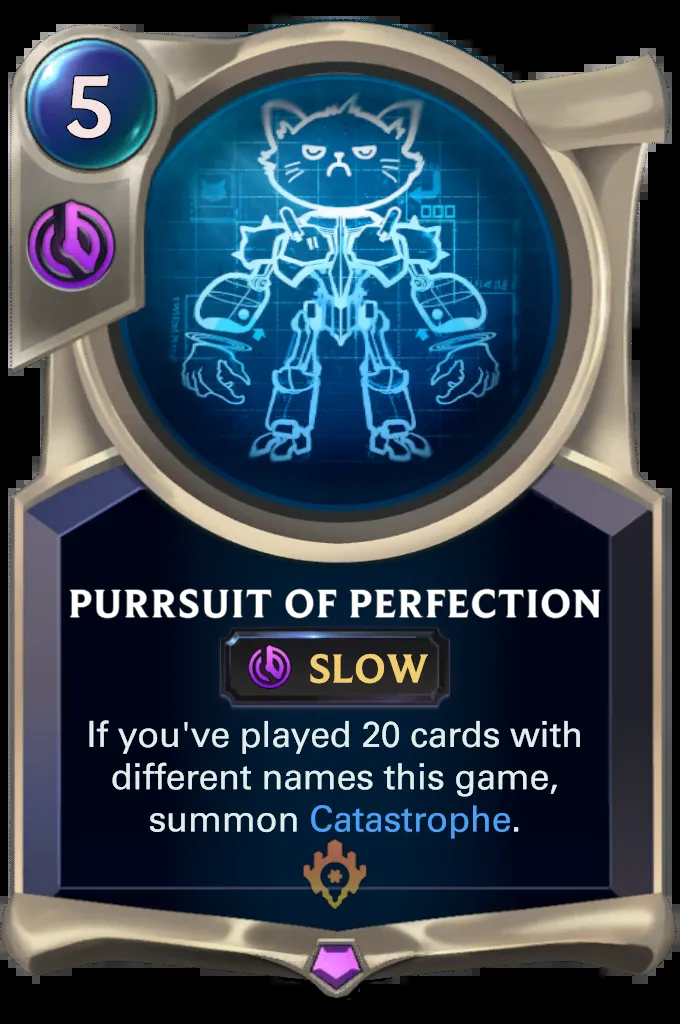 5
PURRSUIT OF PERFECTION
SLOW
If you've played 20 cards with
different names this game,
summon Catastrophe.